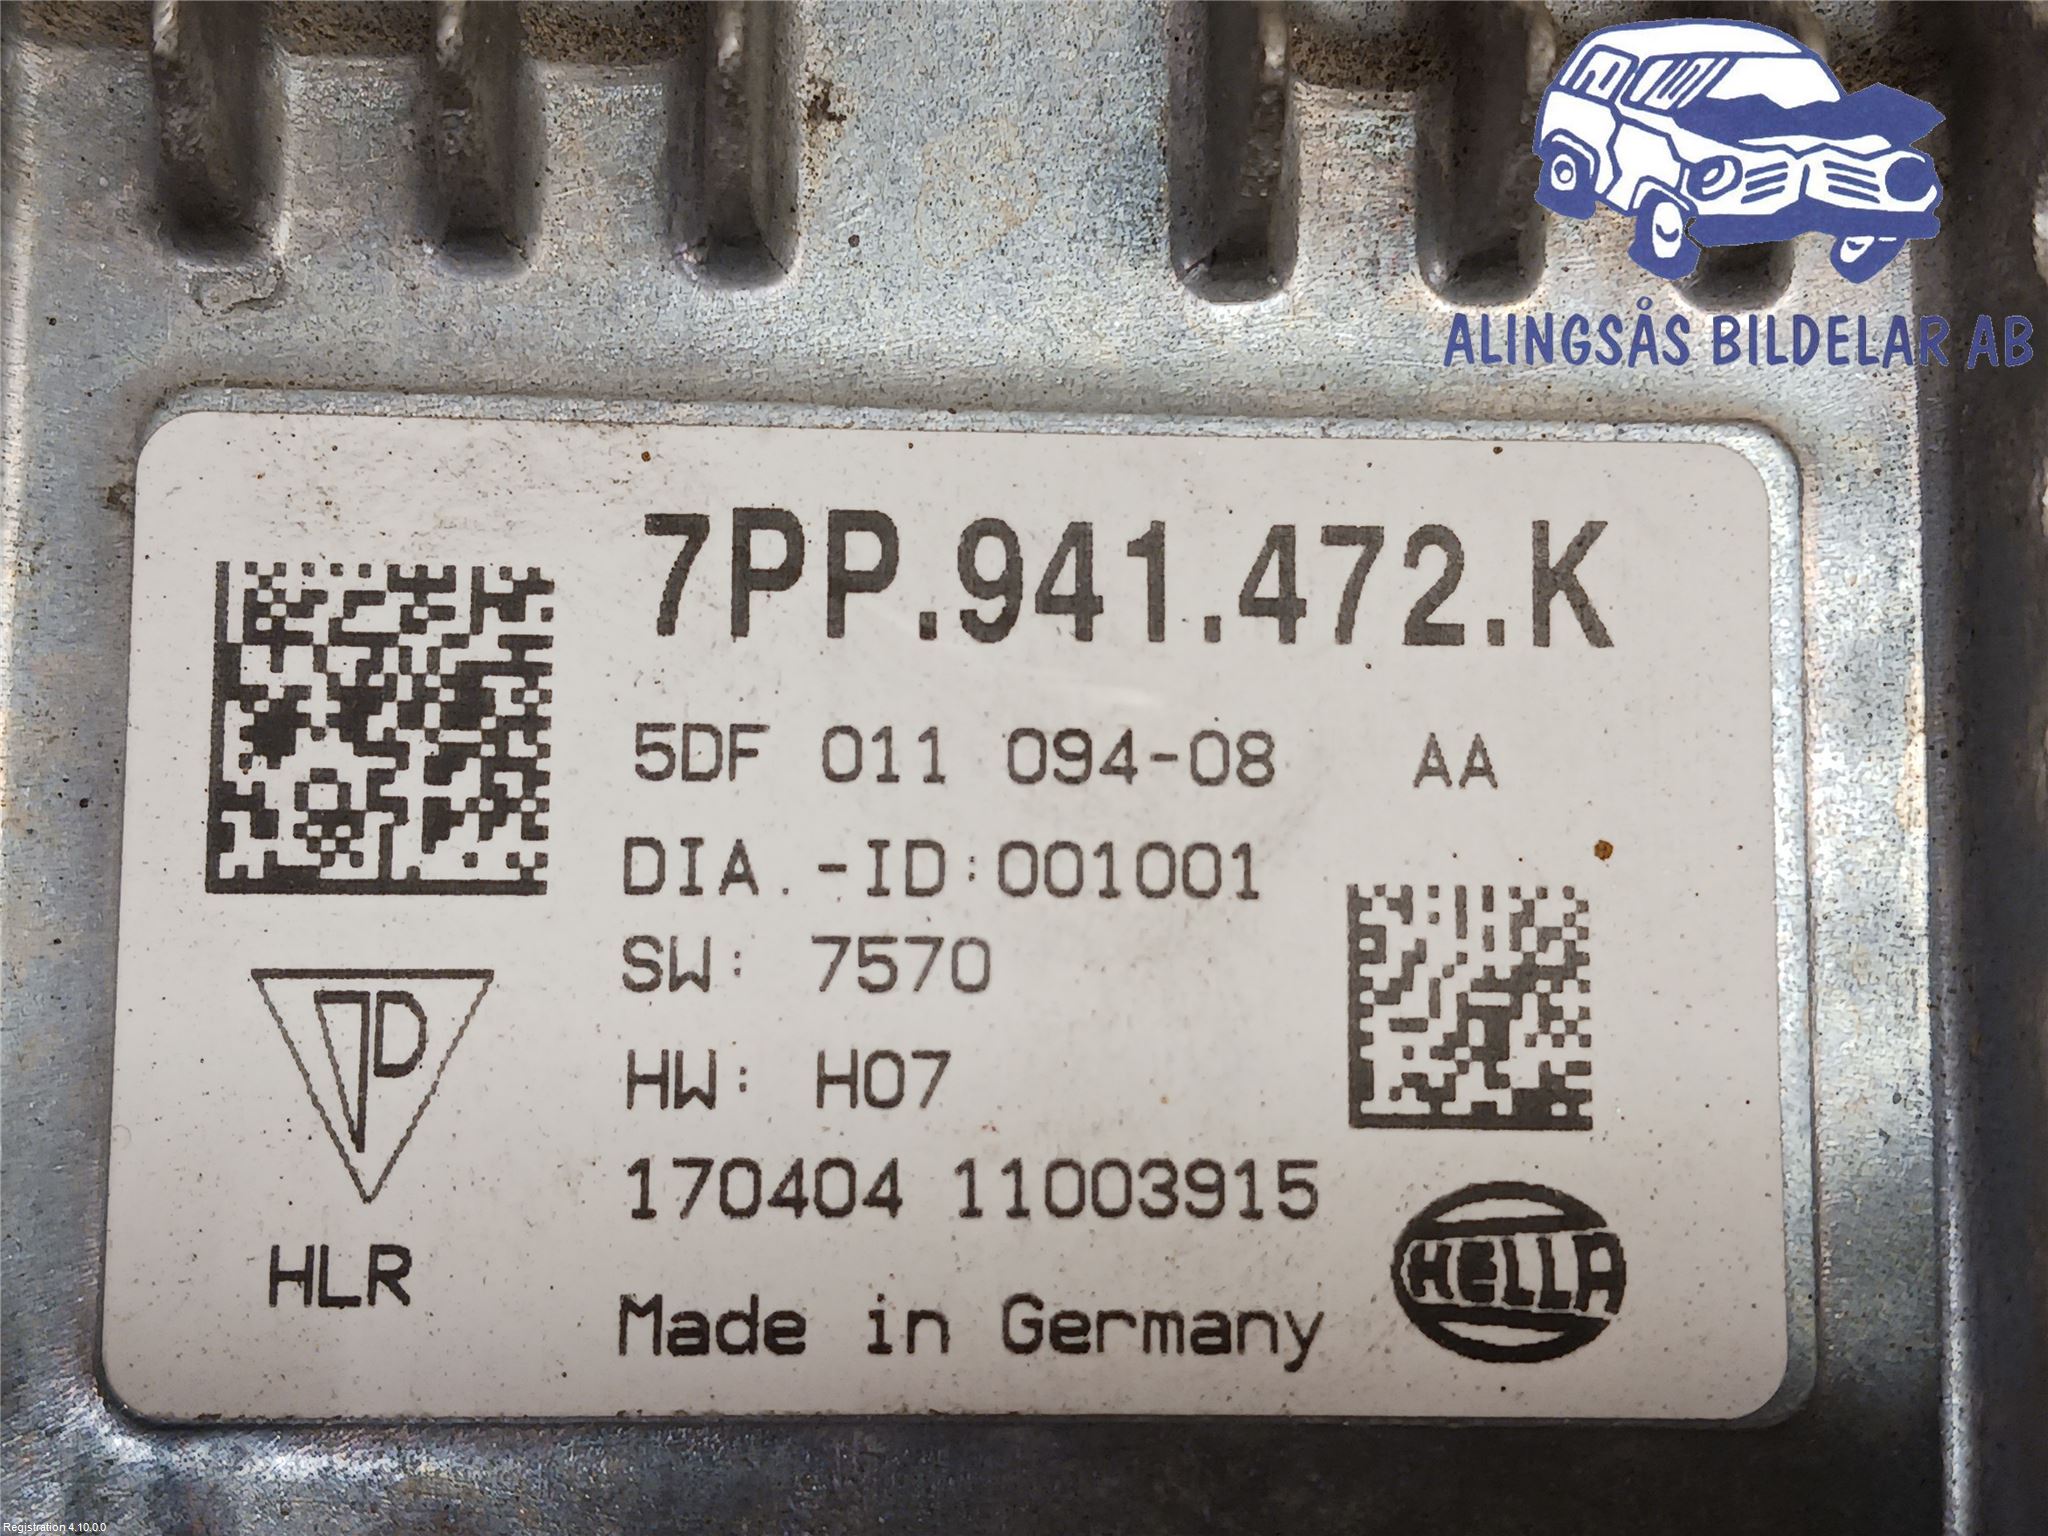 ALINGSÅS BILDELAR AB
7PP.941.472.K
5DF 011 094-08 AA
DIA.-ID:001001
SW: 7570
HW: H07
170404 11003915
HLR
HELLA
Made in Germany
Registration 4.10.0.0